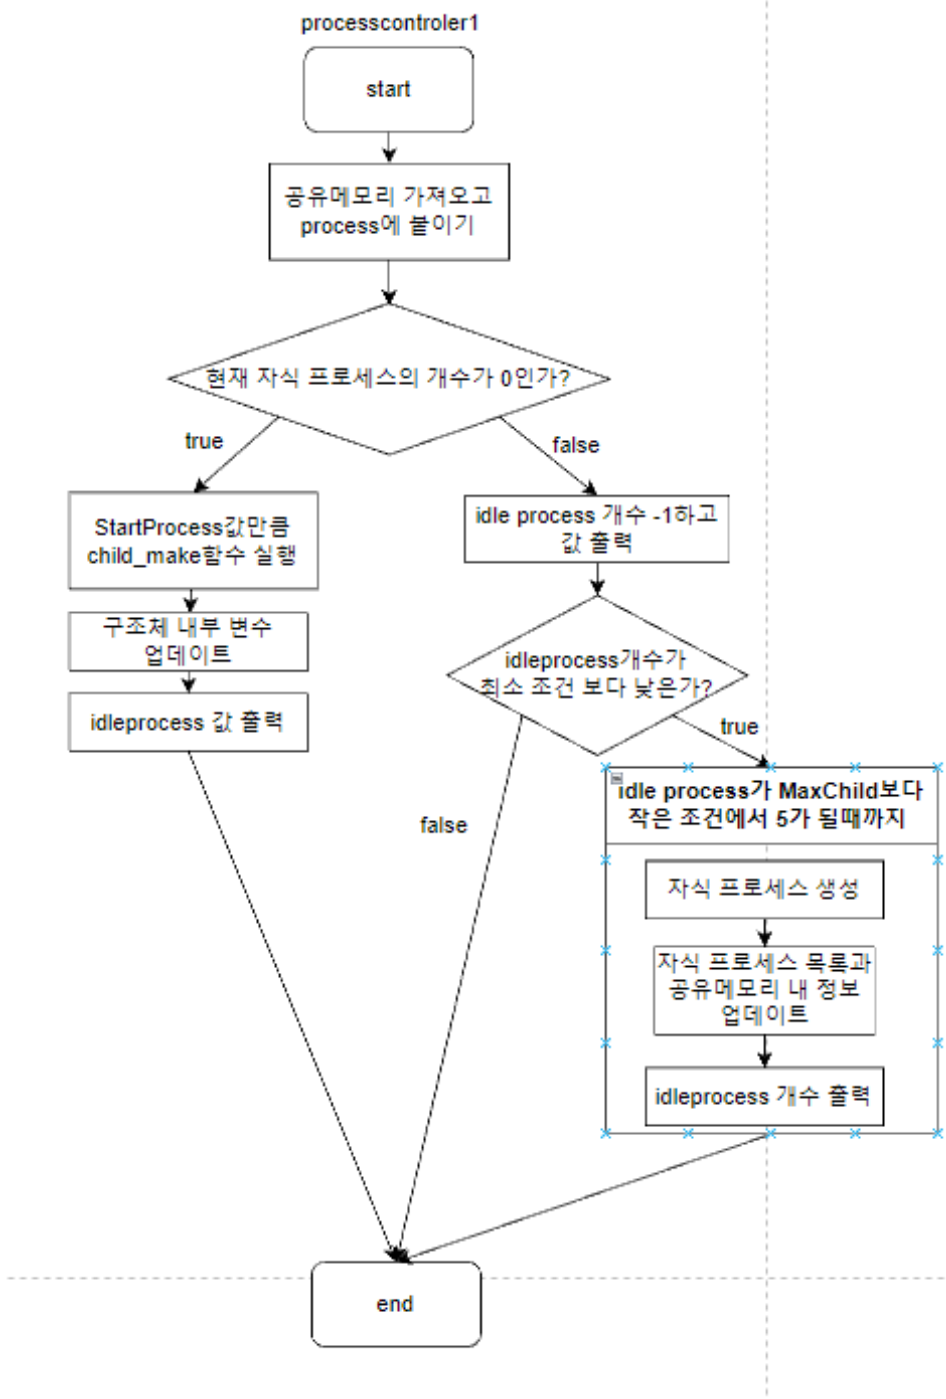 processcontroler1
start
공유메모리 가져오고
process에 붙이기
현재 자식 프로세스의 개수가 0인가?
true
false
StartProcess값만큼
child_make함수 실행
idle process 개수 -1하고
값 출력
구조체 내부 변수
업데이트
idleprocess개수가
최소 조건 보다 낮은가?
idleprocess 값 출력
true
false
idle process가 MaxChild보다
작은 조건에서 5가 될때까지
자식 프로세스 생성
자식 프로세스 목록과
공유메모리 내 정보
업데이트
idleprocess 개수 출력
end